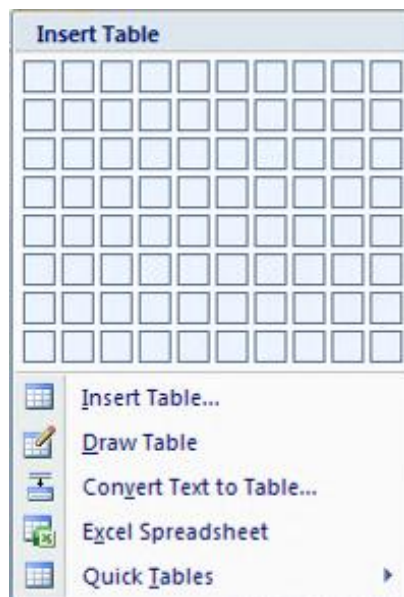 Insert Table
Insert Table...
Draw Table
Convert Text to Table...
Excel Spreadsheet
Quick Tables